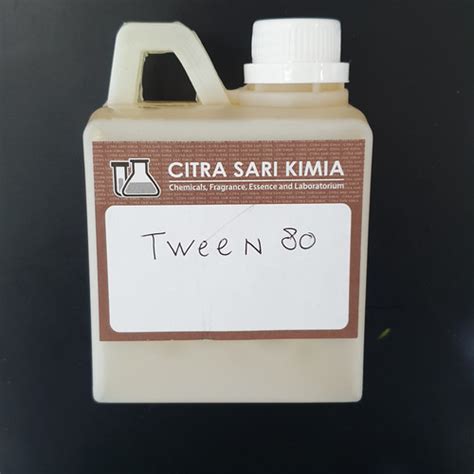 CITRA SARI KIMIA
Chemicals, Fragrance, Essence and Laboratorium
Tween 80